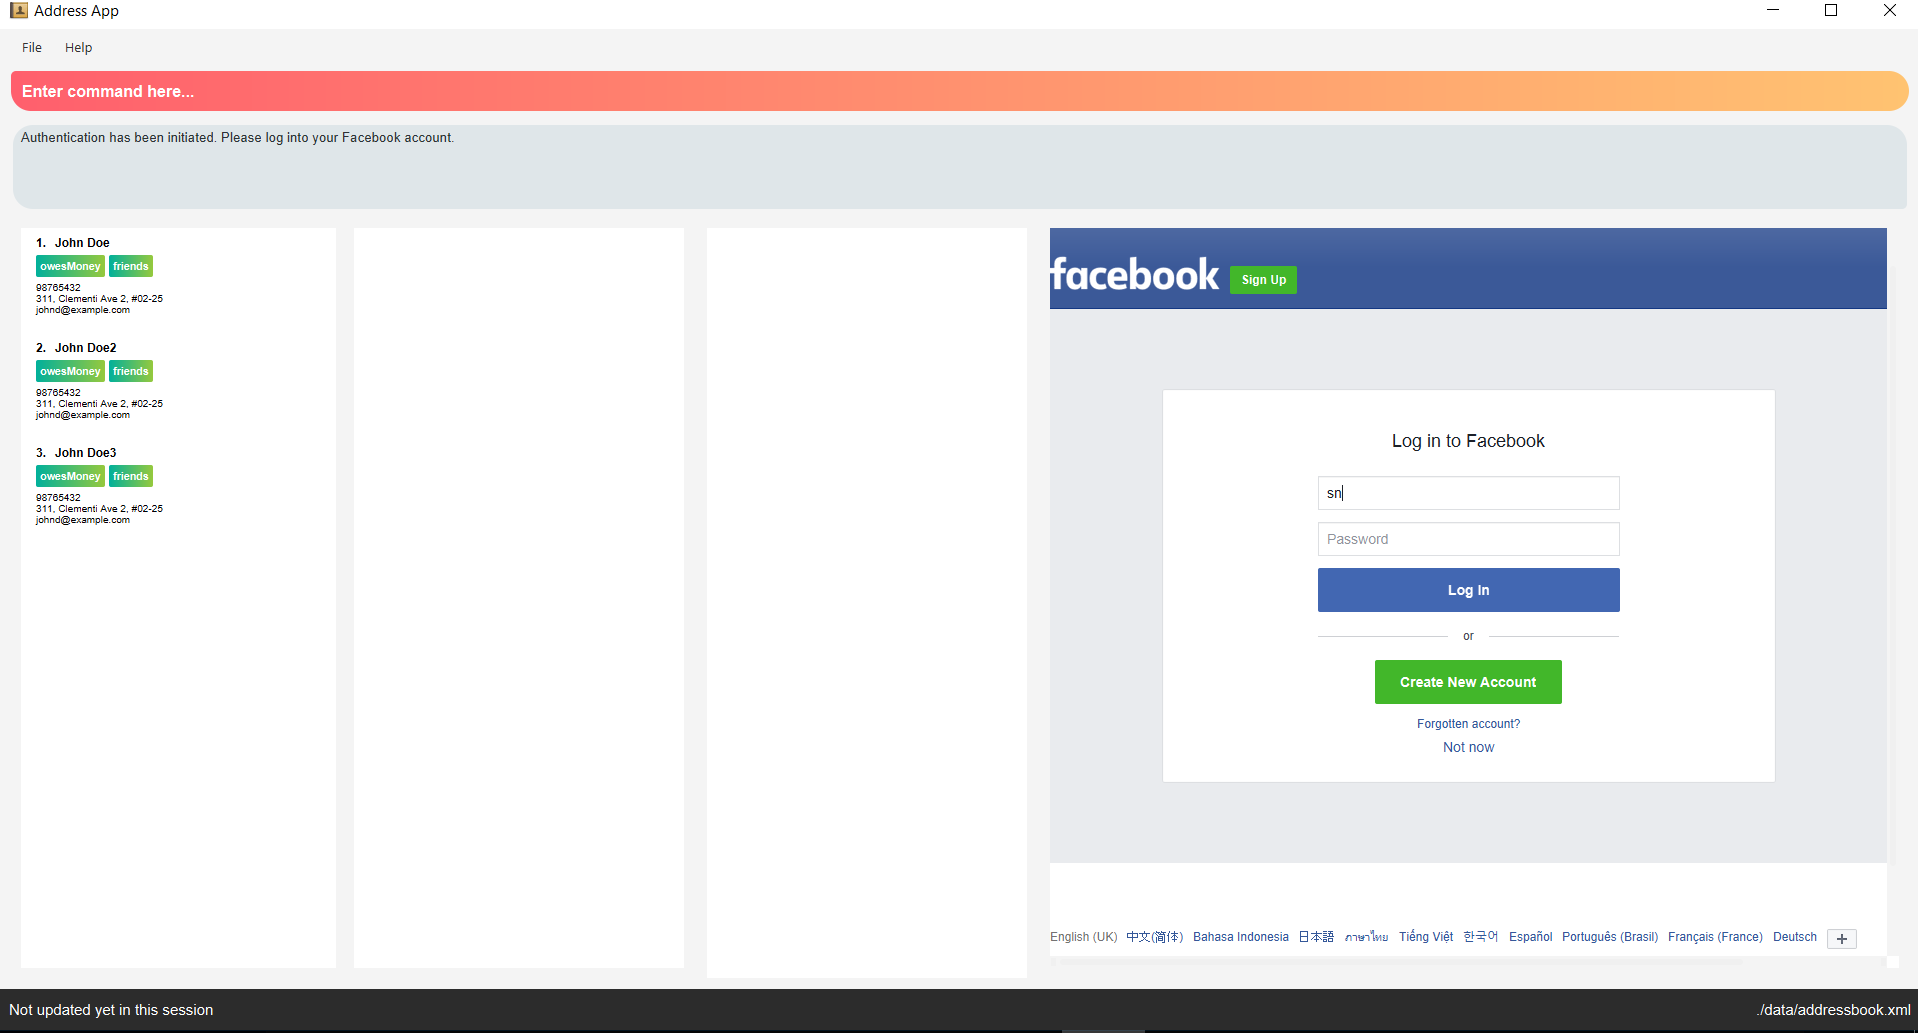 Address App
File Help
Enter command here...
Authentication has been initiated. Please log into your Facebook account.
1. John Doe
owesMoney friends
98765432
311, Clementi Ave 2, #02-25
johnd@example.com
2. John Doe2
owesMoney friends
98765432
311, Clementi Ave 2, #02-25
johnd@example.com
3. John Doe3
owesMoney friends
98765432
311, Clementi Ave 2, #02-25
johnd@example.com
facebook Sign Up
Log in to Facebook
sn
Password
Log In
or
Create New Account
Forgotten account?
Not now
English (UK) 中文(简体) Bahasa Indonesia 日本語 ภาษาไทย Tiếng Việt 한국어 Español Português (Brasil) Français (France) Deutsch +
Not updated yet in this session ./data/addressbook.xml